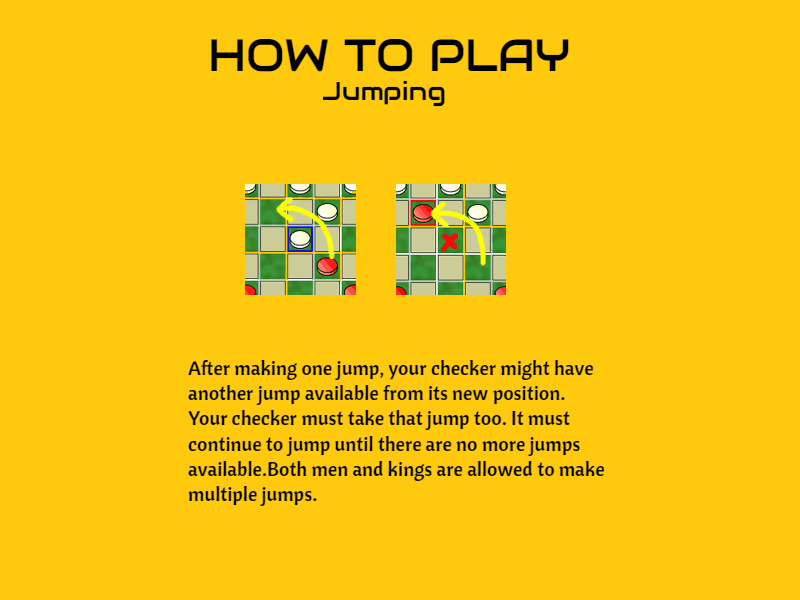 HOW TO PLAY
Jumping
After making one jump, your checker might have
another jump available from its new position.
Your checker must take that jump too. It must
continue to jump until there are no more jumps
available.Both men and kings are allowed to make
multiple jumps.